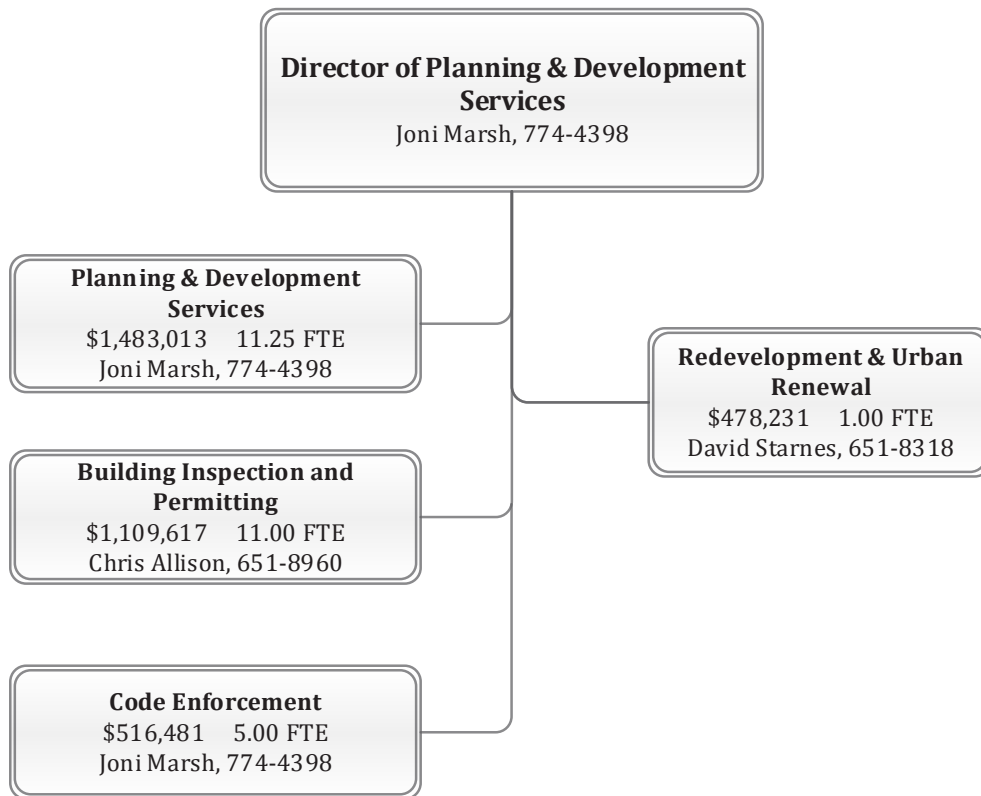 Director of Planning & Development
Services
Joni Marsh, 774-4398
Planning & Development
Services
$1,483,013 11.25 FTE
Joni Marsh, 774-4398
Redevelopment & Urban
Renewal
$478,231 1.00 FTE
David Starnes, 651-8318
Building Inspection and
Permitting
$1,109,617 11.00 FTE
Chris Allison, 651-8960
Code Enforcement
$516,481 5.00 FTE
Joni Marsh, 774-4398